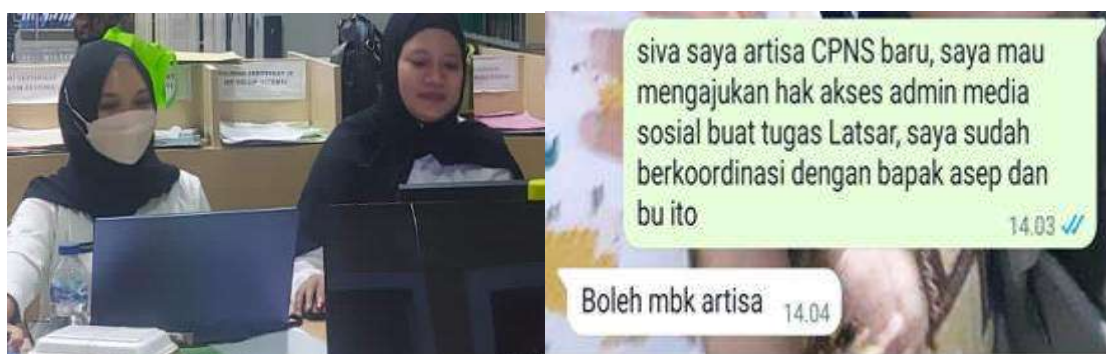 siva saya artisa CPNS baru, saya mau
mengajukan hak akses admin media
sosial buat tugas Latsar, saya sudah
berkoordinasi dengan bapak asep dan
bu ito
14.03
Boleh mbk artisa 14.04